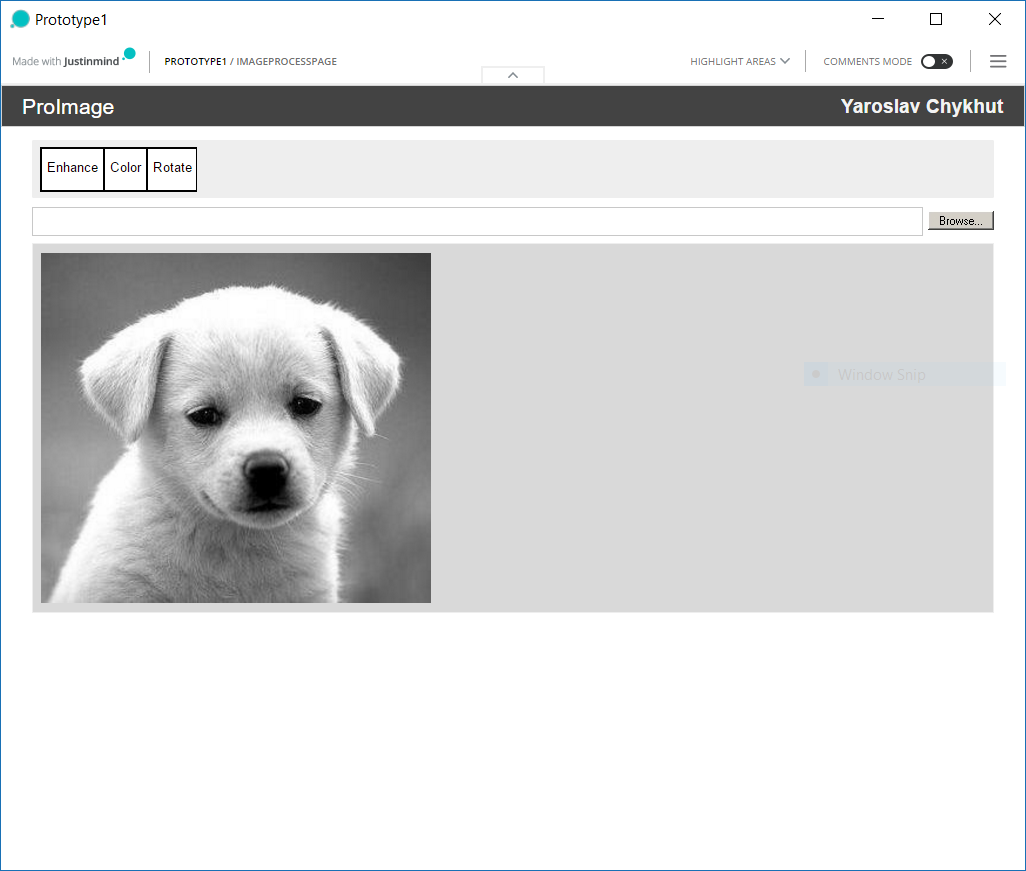 Prototype1
Made with Justinmind
PROTOTYPE1 / IMAGEPROCESSPAGE
HIGHLIGHT AREAS
COMMENTS MODE
ProImage
Yaroslav Chykhut
Enhance Color Rotate
Browse...
Window Snip